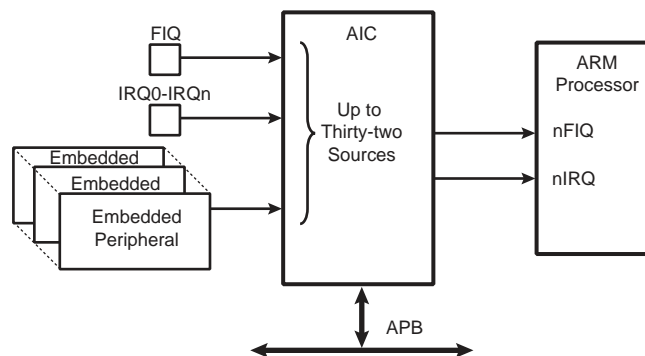 FIQ
IRQ0-IRQn
Embedded
Embedded
Embedded
Peripheral
AIC
Up to
Thirty-two
Sources
ARM
Processor
nFIQ
nIRQ
APB